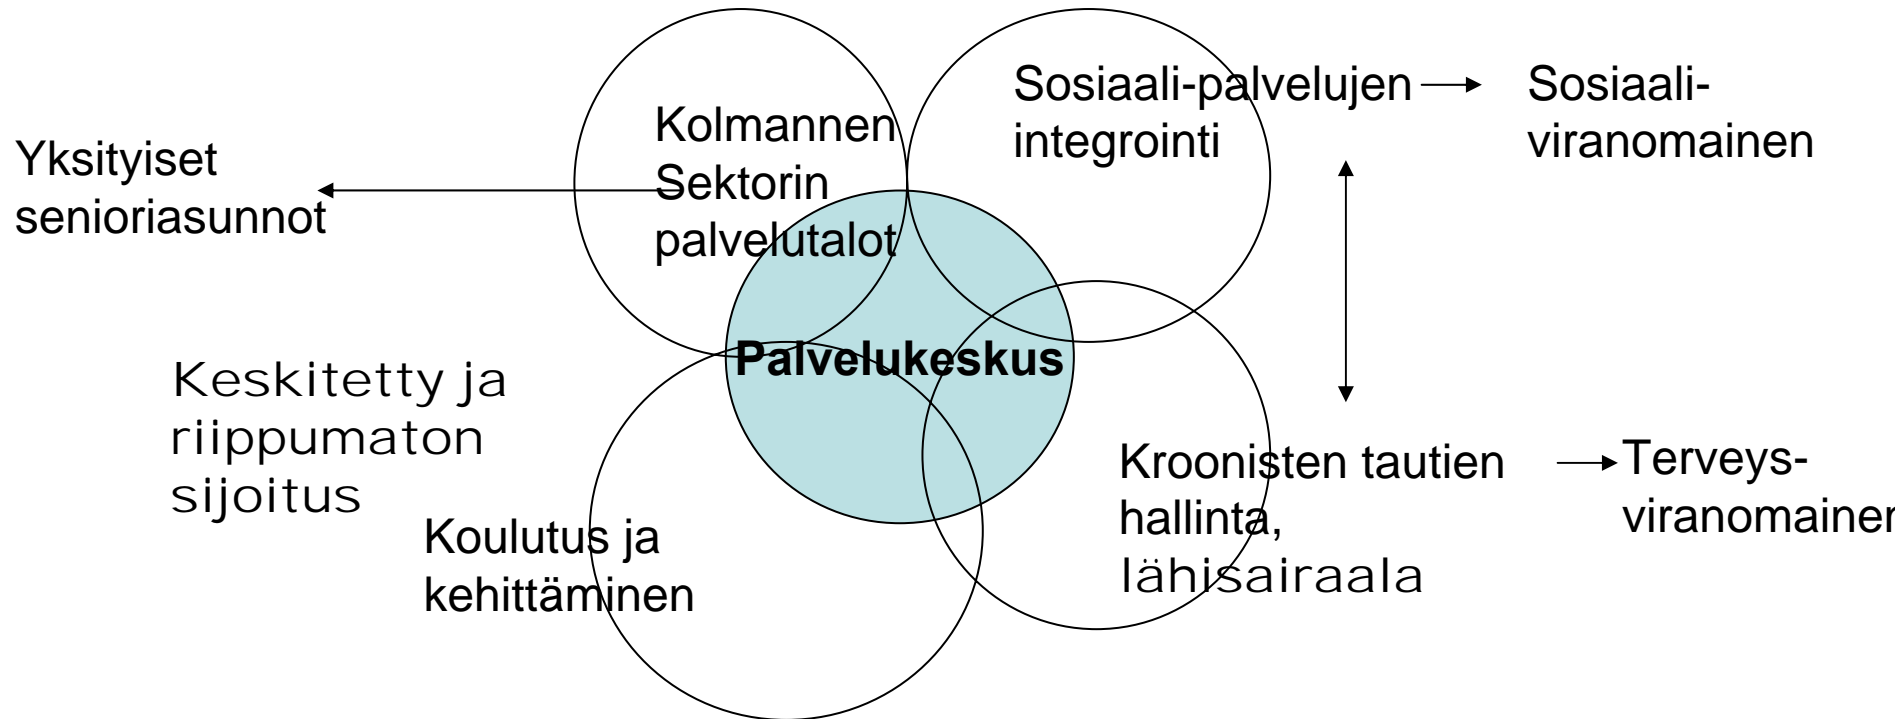 Yksityiset
senioriasunnot
Kolmannen
Sektorin
palvelutalot
Sosiaali-palvelujen
integrointi
Sosiaali-
viranomainen
Palvelukeskus
Keskitetty ja
riippumaton
sijoitus
Koulutus ja
kehittäminen
Kroonisten tautien
hallinta,
lähisairaala
Terveys-
viranomainen